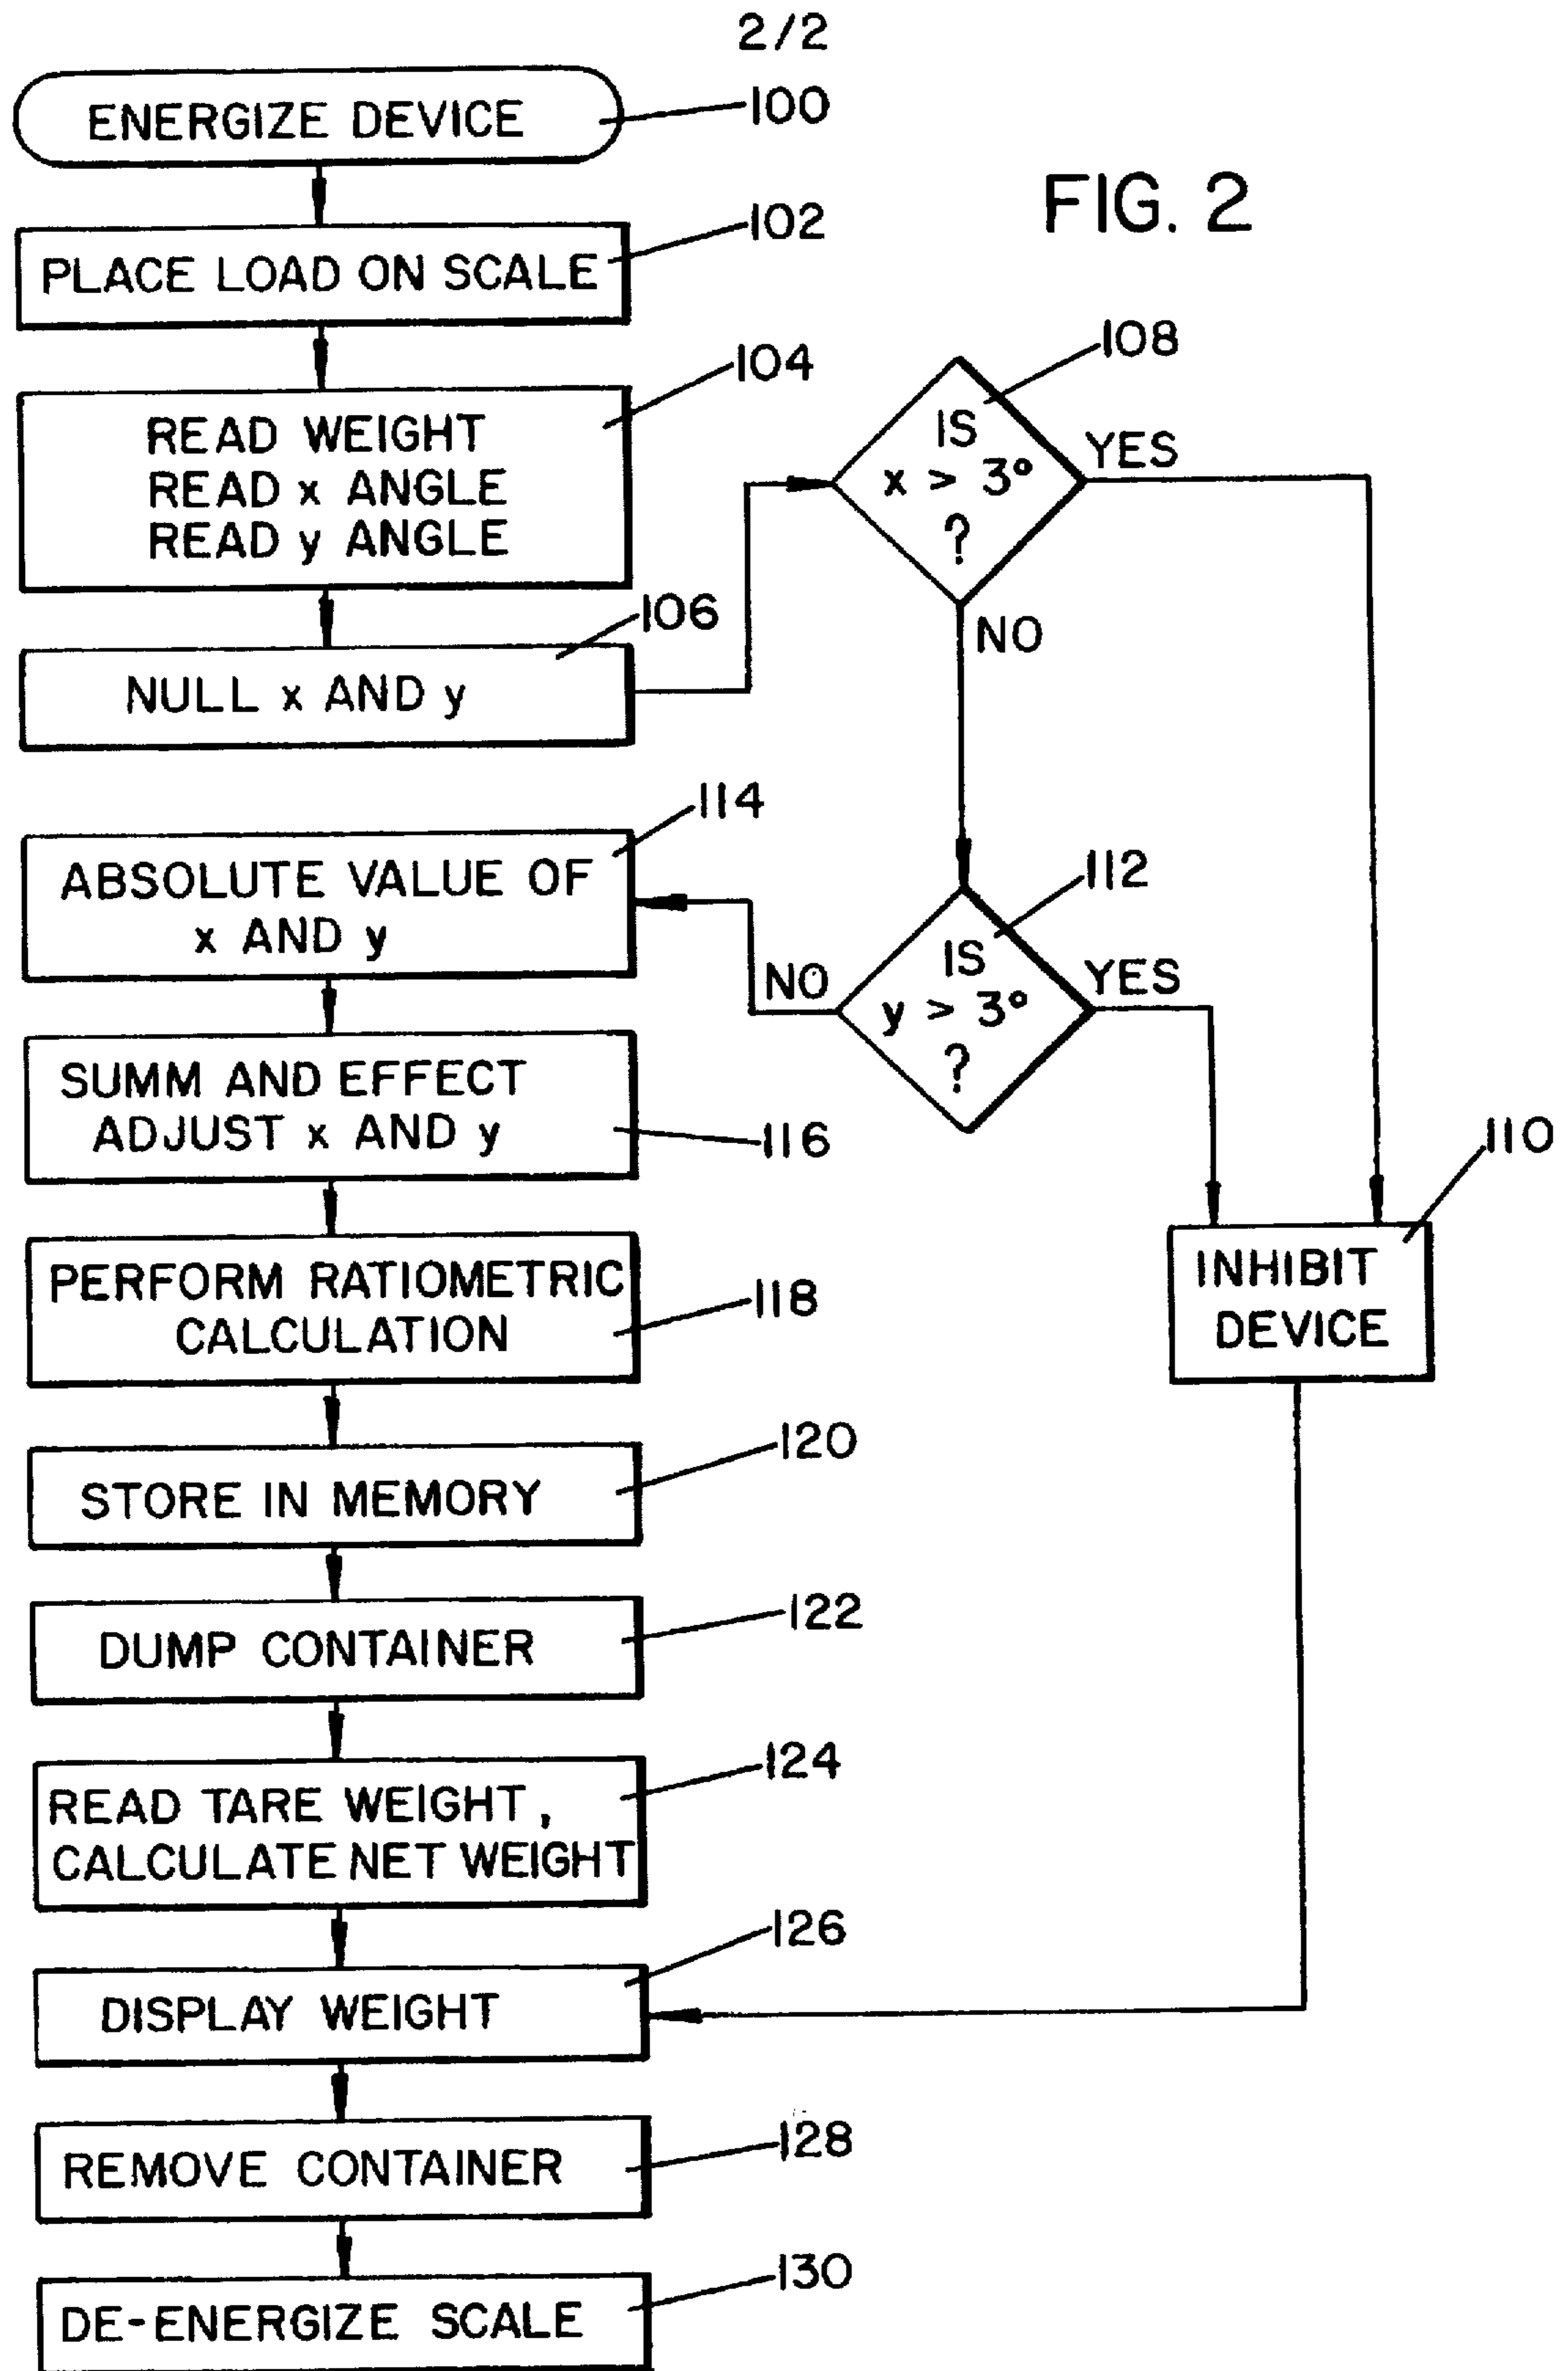 2/2
ENERGIZE DEVICE
100
FIG. 2
PLACE LOAD ON SCALE
102
READ WEIGHT
READ x ANGLE
READ y ANGLE
104
NULL x AND y
106
IS
x > 3°
?
108
YES
NO
ABSOLUTE VALUE OF
x AND y
114
IS
y > 3°
?
112
YES
NO
SUMM AND EFFECT
ADJUST x AND y
116
INHIBIT
DEVICE
110
PERFORM RATIOMETRIC
CALCULATION
118
STORE IN MEMORY
120
DUMP CONTAINER
122
READ TARE WEIGHT,
CALCULATE NET WEIGHT
124
DISPLAY WEIGHT
126
REMOVE CONTAINER
128
DE-ENERGIZE SCALE
130